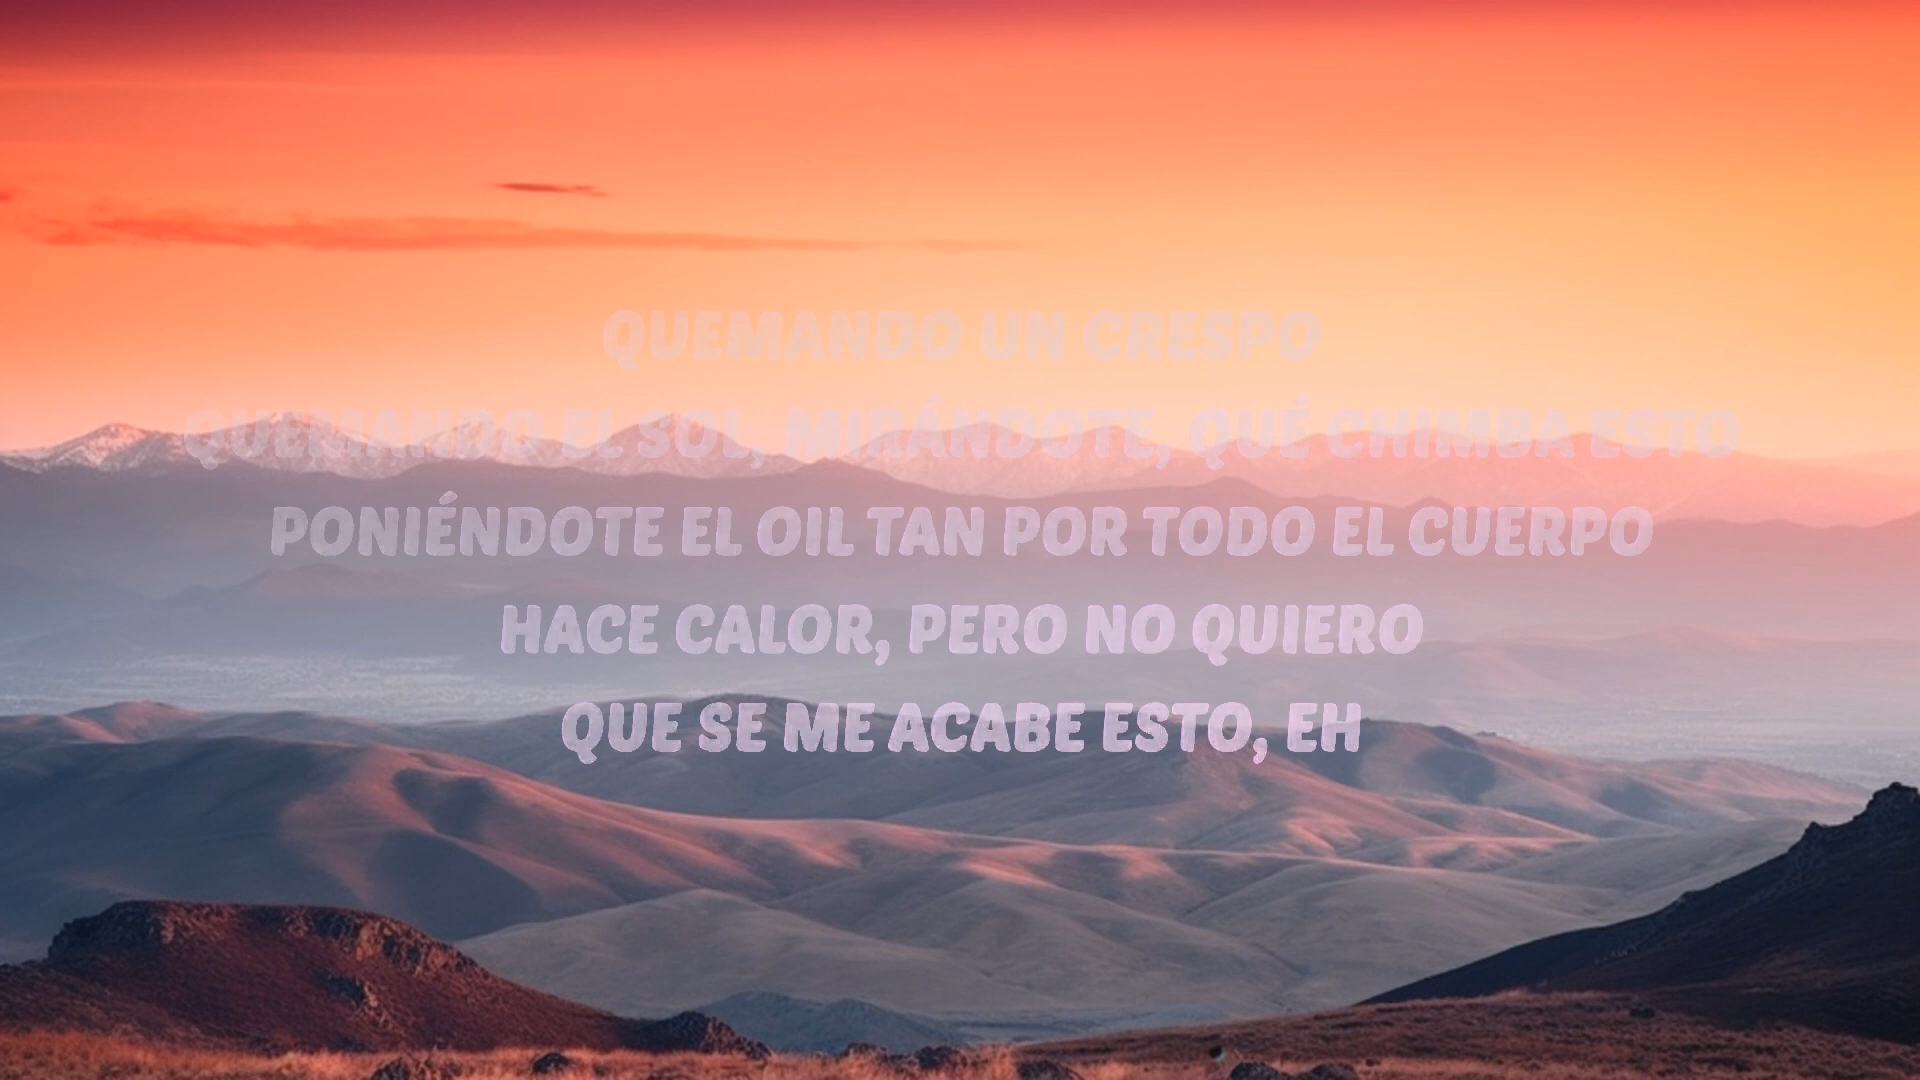 QUEMANDO UN CRESPO
QUEMANDO EL SOL, MIRÁNDOTE, QUÉ CHIMBA ESTO
PONIÉNDOTE EL OIL TAN POR TODO EL CUERPO
HACE CALOR, PERO NO QUIERO
QUE SE ME ACABE ESTO, EH